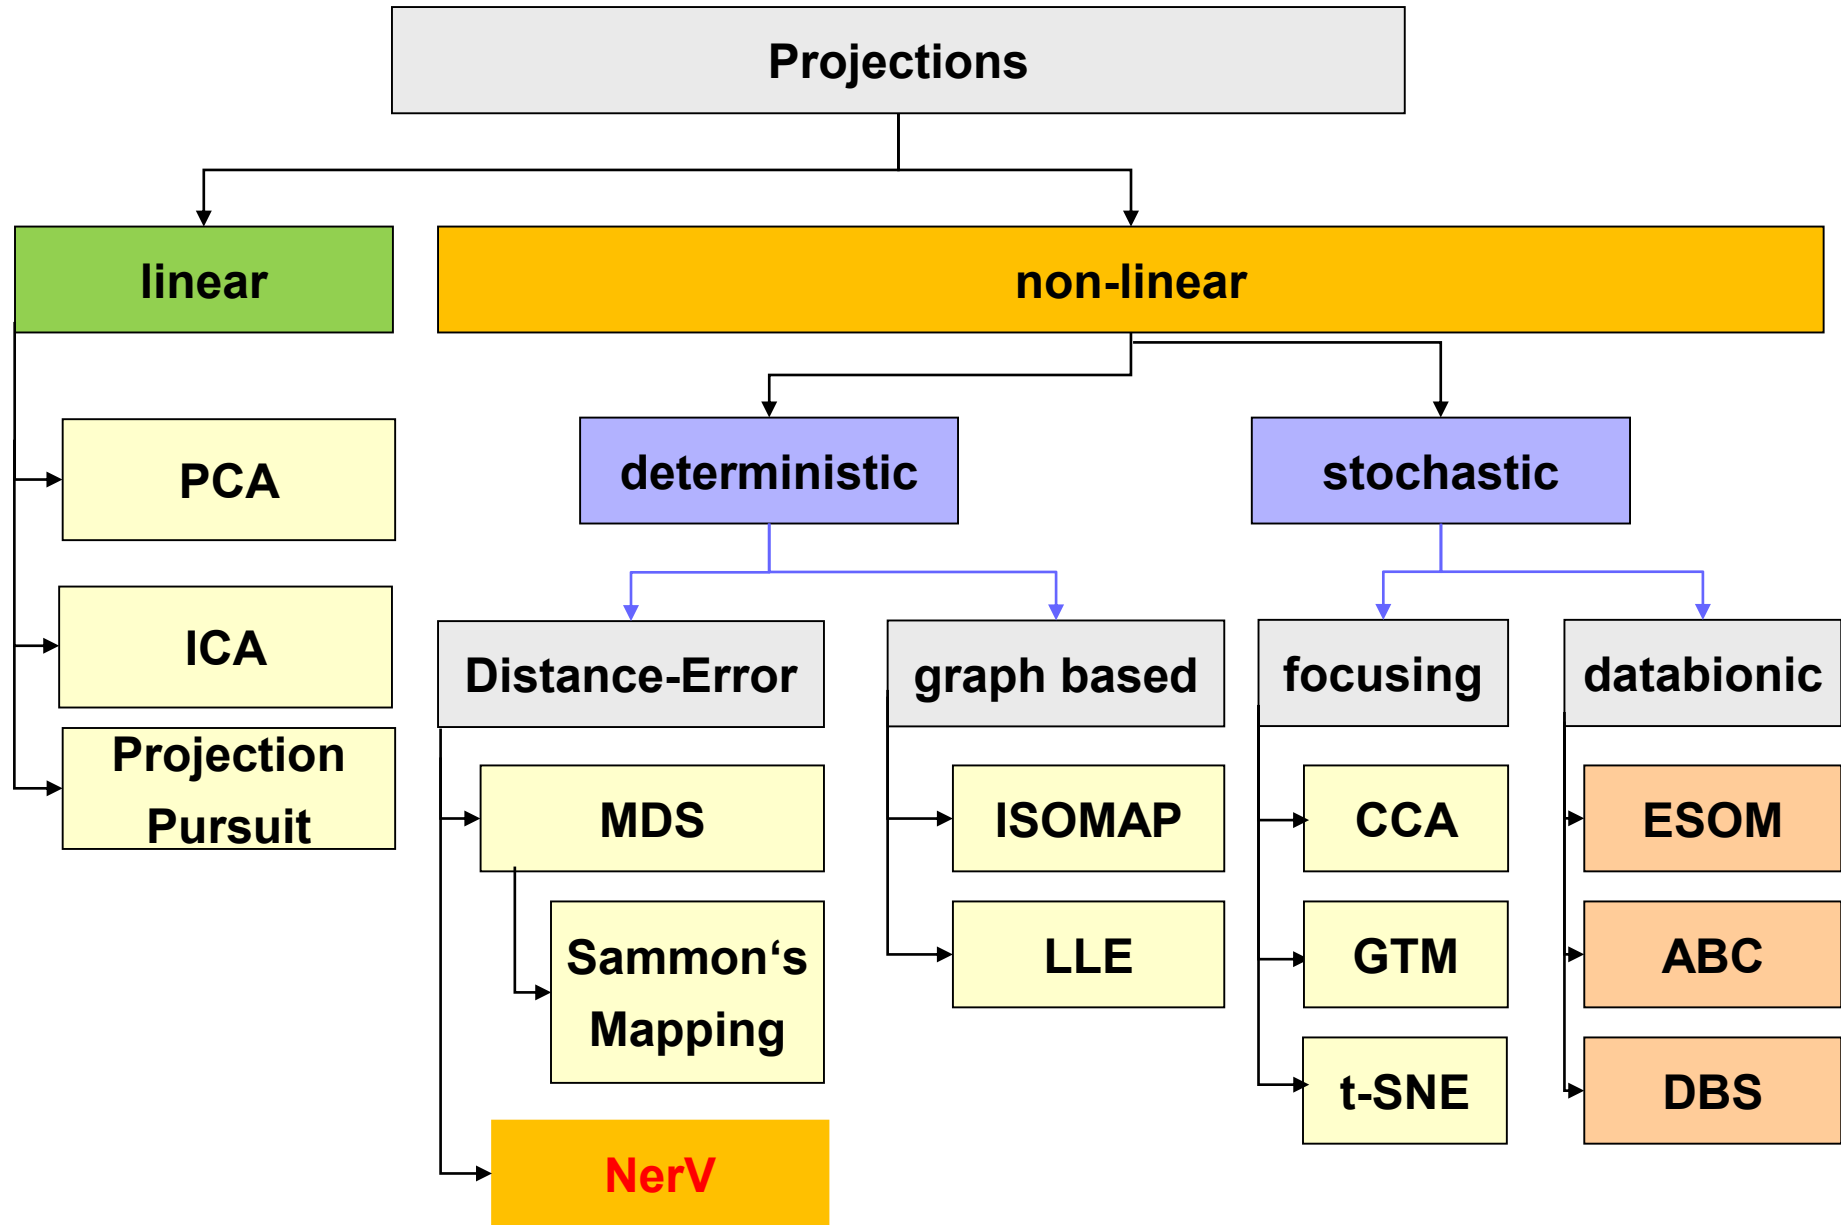 Projections
linear
non-linear
deterministic
stochastic
PCA
ICA
Projection
Pursuit
Distance-Error
graph based
focusing
databionic
MDS
ISOMAP
CCA
ESOM
Sammon‘s
Mapping
LLE
GTM
ABC
t-SNE
DBS
NerV